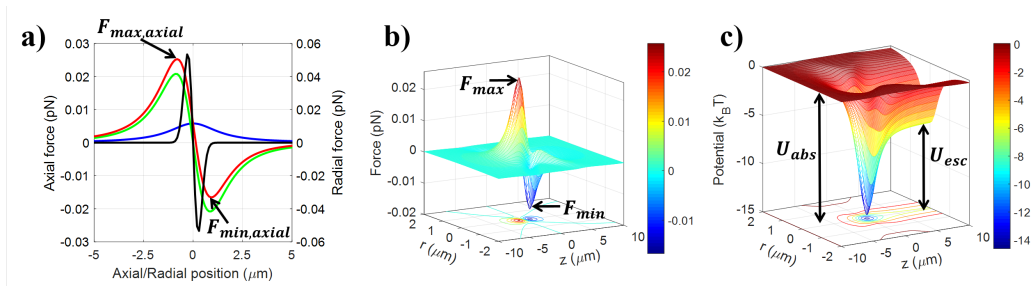 a)
F_max,axial
0.03
0.02
0.01
0
-0.01
-0.02
-0.03
Axial force (pN)
0.06
0.04
0.02
0
-0.02
-0.04
-0.06
Radial force (pN)
F_min,axial
-5 -2.5 0 2.5 5
Axial/Radial position (μm)
b)
F_max
0.02
0.01
0
-0.01
-0.02
Force (pN)
F_min
2
1
0
-1
-2
r (μm)
-10
-5
0
5
10
z (μm)
0.02
0.01
0
-0.01
c)
0
-5
-10
-15
Potential (k_BT)
U_abs
U_esc
2
1
0
-1
-2
r (μm)
-10
-5
0
5
10
z (μm)
0
-2
-4
-6
-8
-10
-12
-14